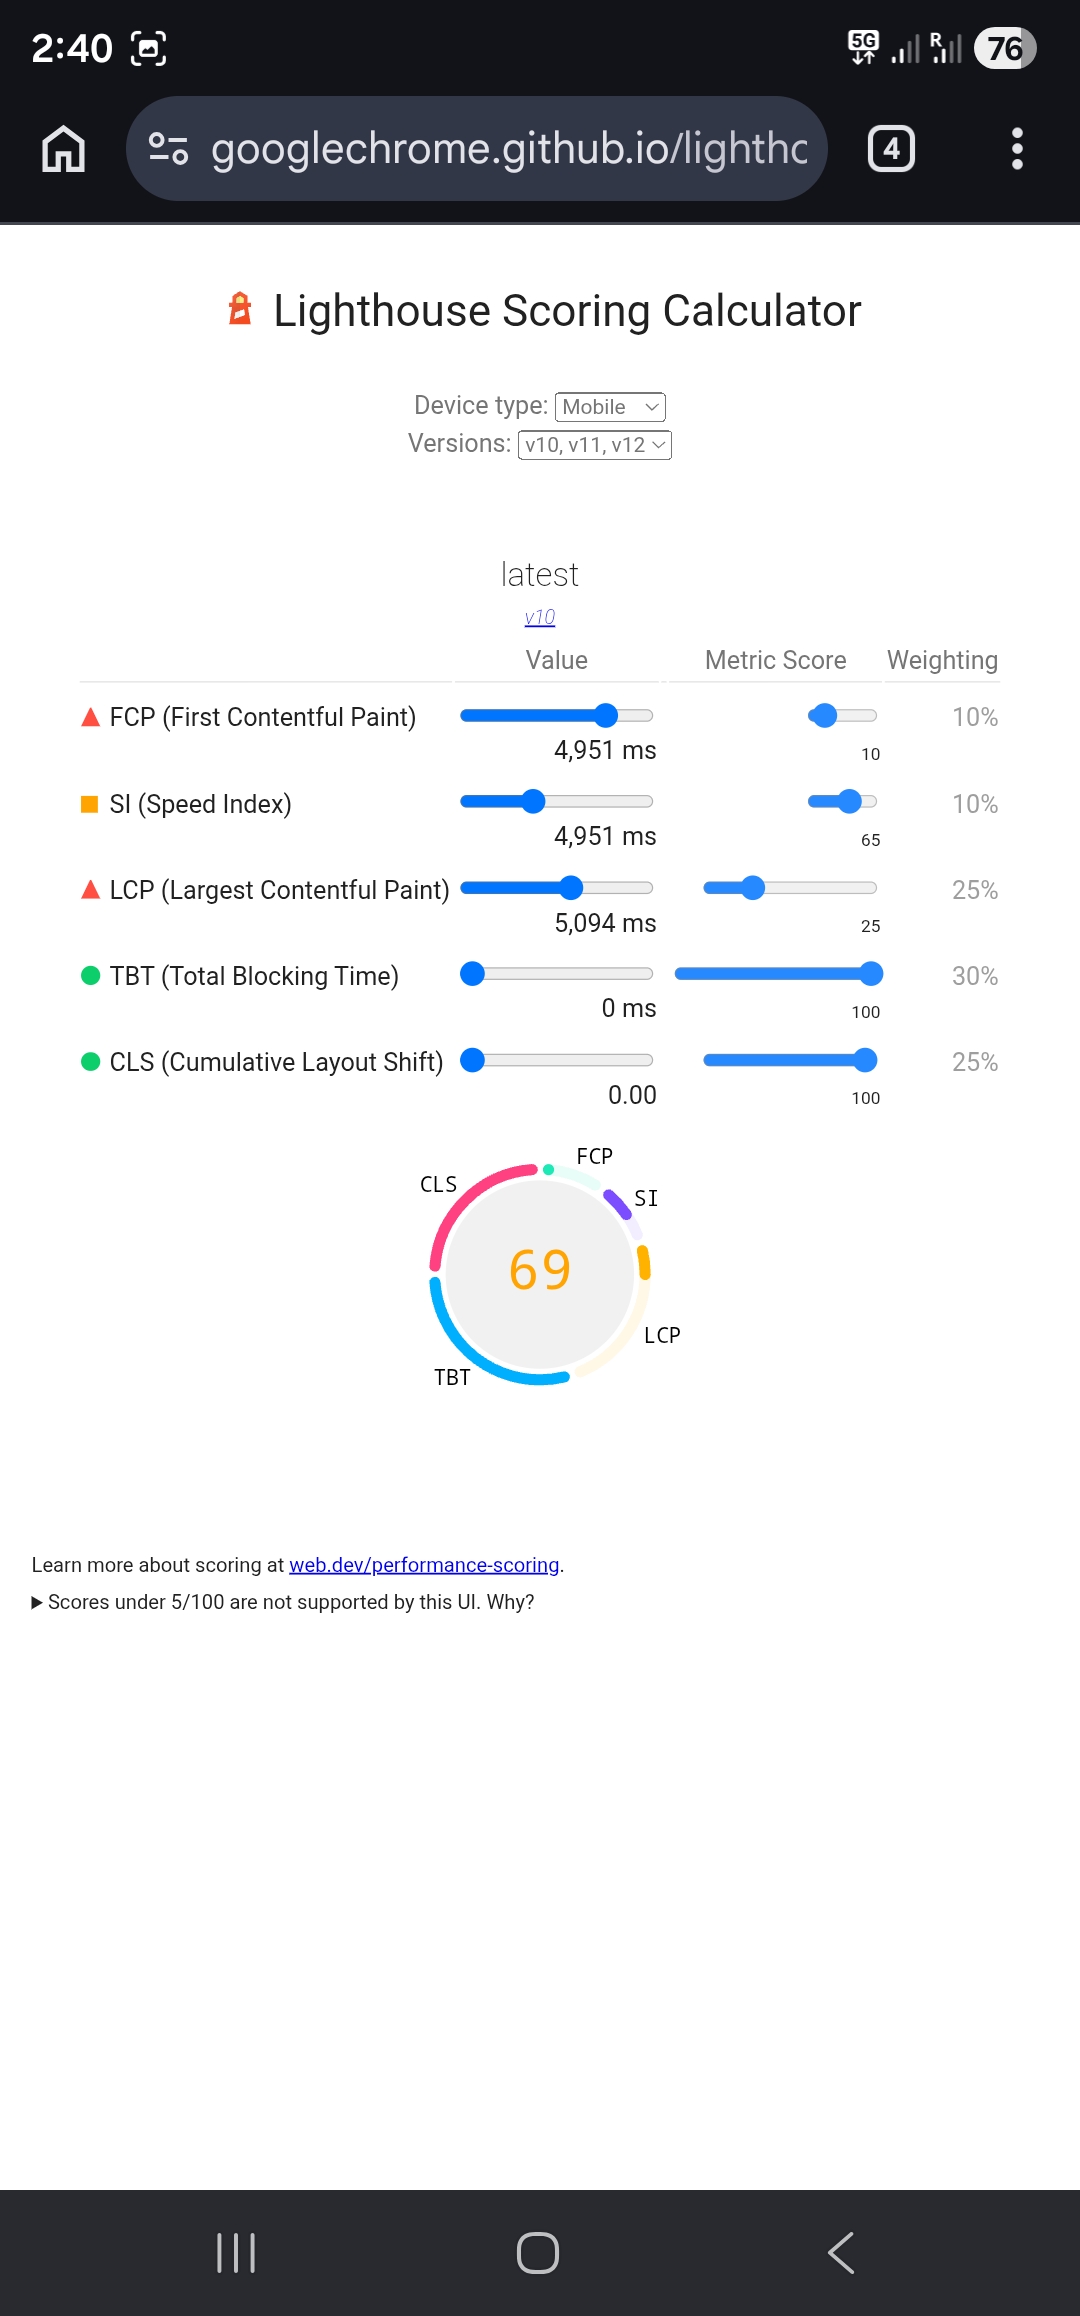 2:40 5G R 76
googlechrome.github.io/lighthc 4
Lighthouse Scoring Calculator
Device type: Mobile
Versions: v10, v11, v12
latest
v10
Value Metric Score Weighting
FCP (First Contentful Paint) 10%
4,951 ms 10
SI (Speed Index) 10%
4,951 ms 65
LCP (Largest Contentful Paint) 25%
5,094 ms 25
TBT (Total Blocking Time) 30%
0 ms 100
CLS (Cumulative Layout Shift) 25%
0.00 100
FCP
CLS
SI
69
LCP
TBT
Learn more about scoring at web.dev/performance-scoring.
Scores under 5/100 are not supported by this UI. Why?